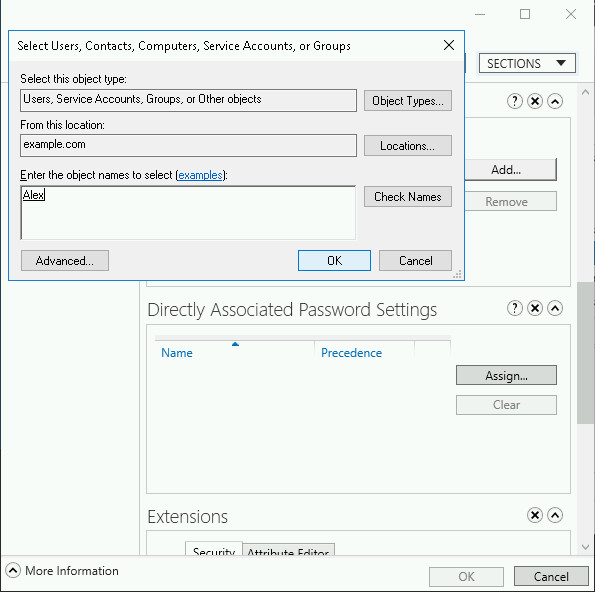 Select Users, Contacts, Computers, Service Accounts, or Groups
SECTIONS
Select this object type:
Users, Service Accounts, Groups, or Other objects
Object Types...
From this location:
example.com
Locations...
Enter the object names to select (examples):
Alex
Check Names
Advanced...
OK
Cancel
Add...
Remove
Directly Associated Password Settings
Name
Precedence
Assign...
Clear
Extensions
Security
Attribute Editor
More Information
OK
Cancel